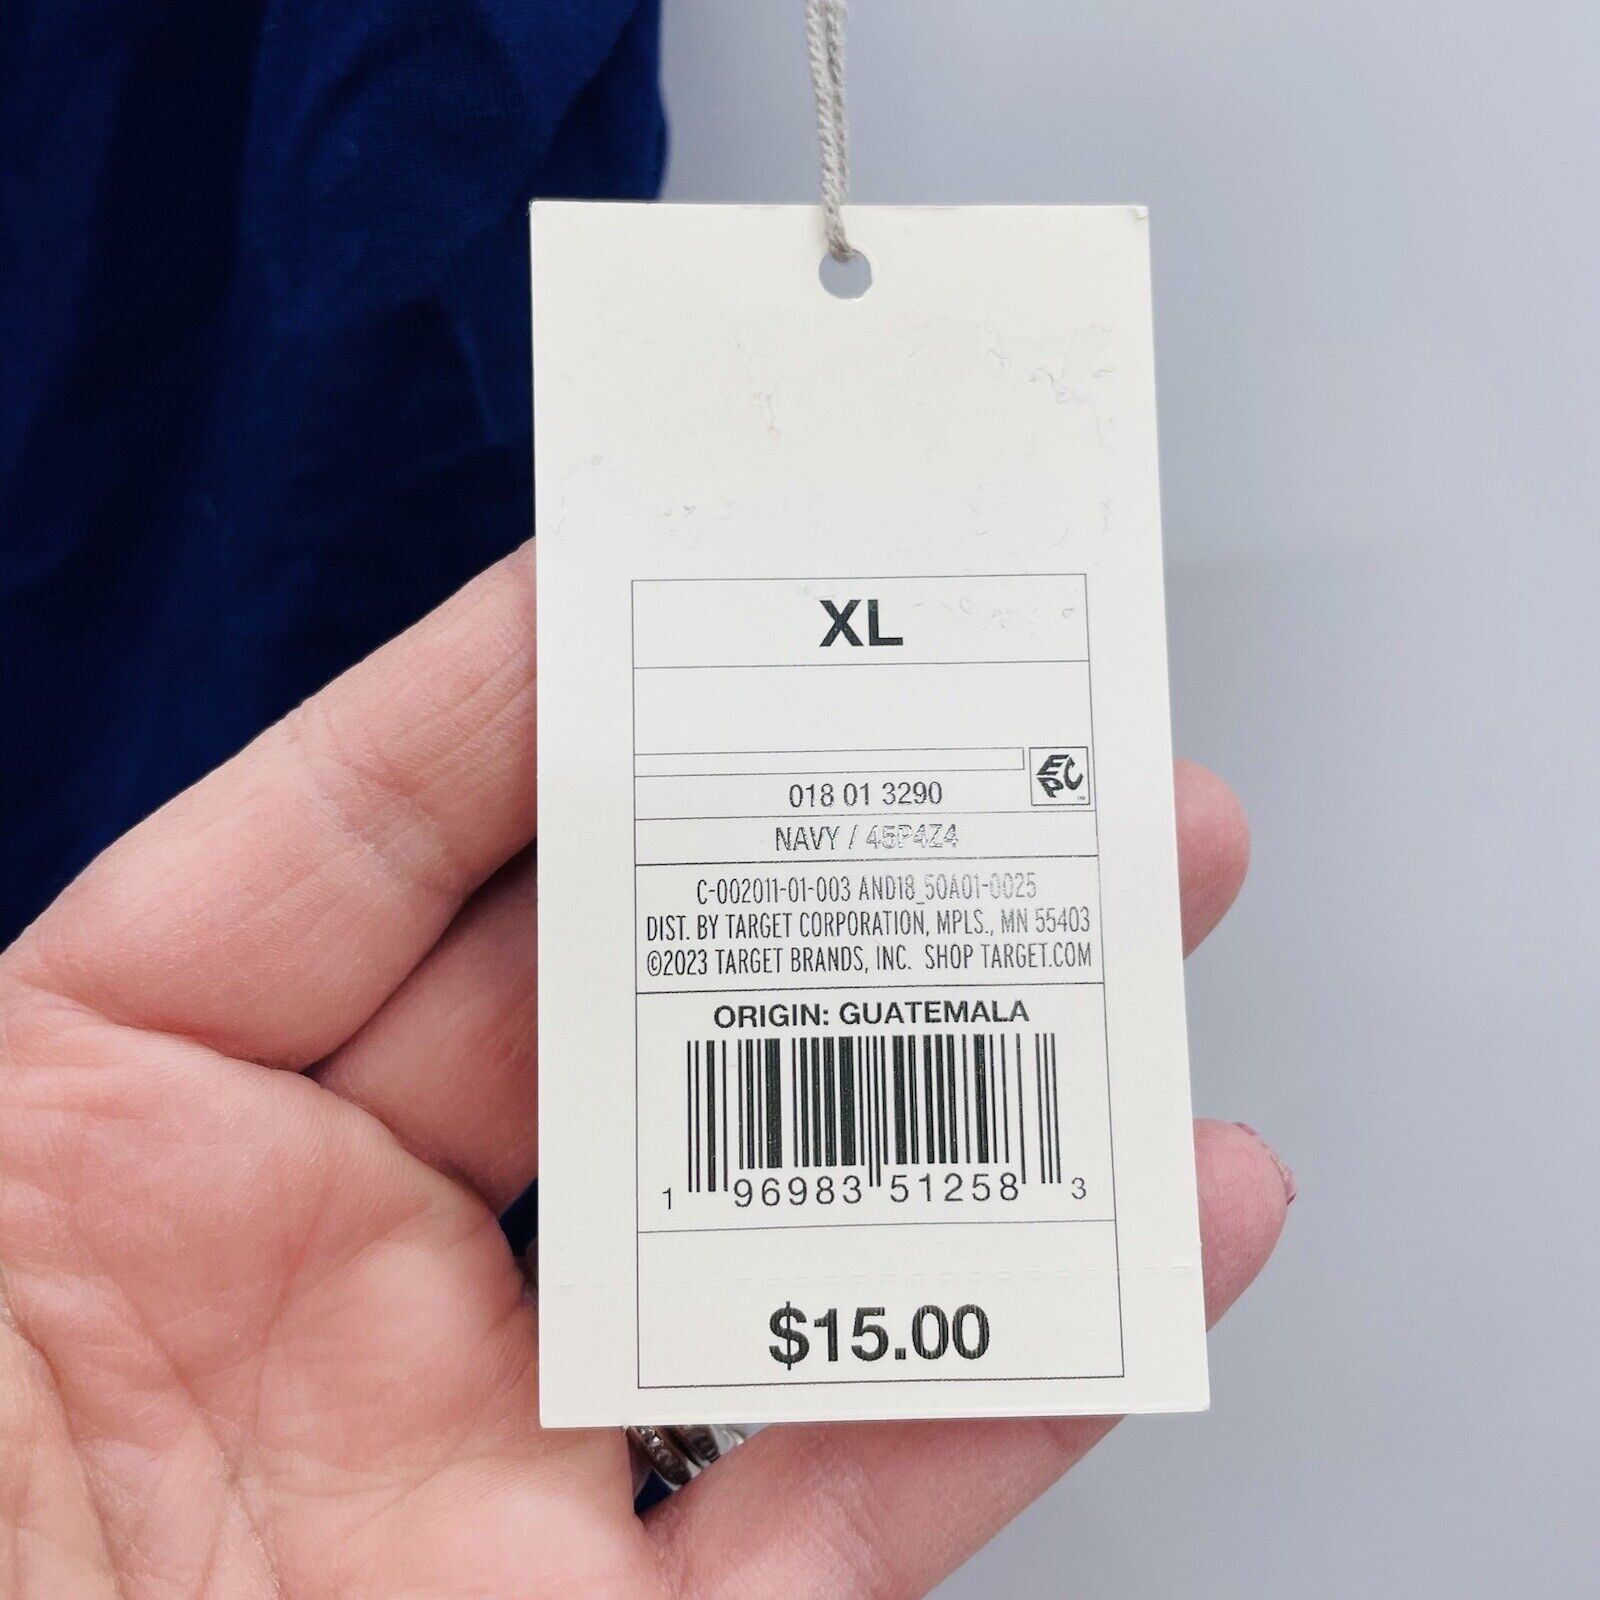 XL
EPC
018 01 3290
NAVY / 45P4Z4
C-002011-01-003 AND18_50A01-0025
DIST. BY TARGET CORPORATION, MPLS., MN 55403
©2023 TARGET BRANDS, INC. SHOP TARGET.COM
ORIGIN: GUATEMALA
1 96983 51258 3
$15.00